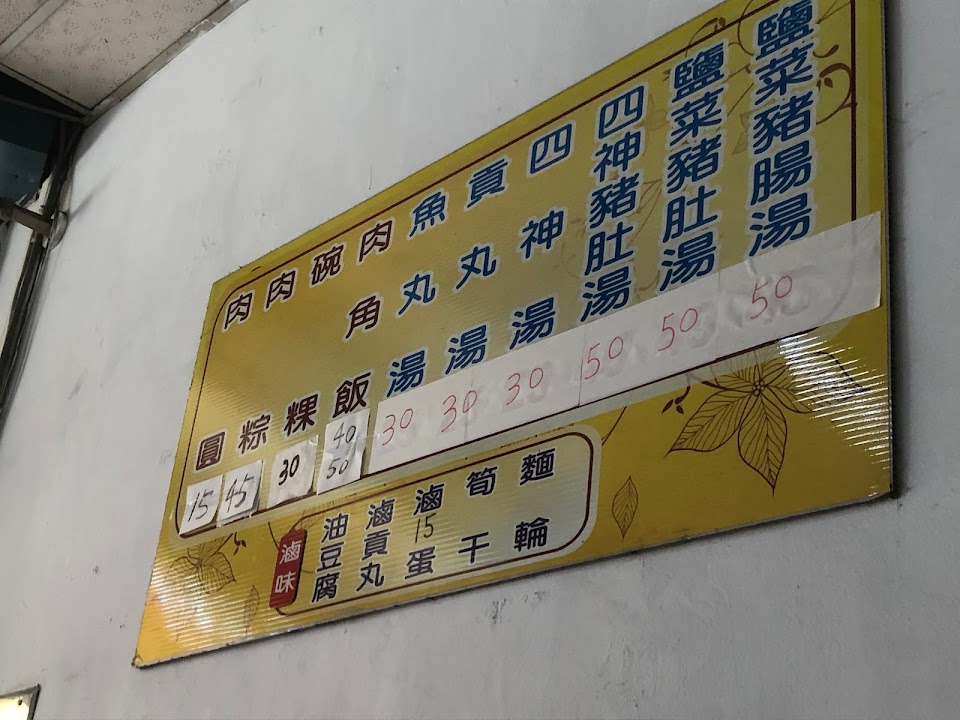 肉圓 15
肉粽 45
碗粿 30
肉角飯 40 50
魚丸湯 30
貢丸湯 30
四神湯 30
四神豬肚湯 50
鹽菜豬肚湯 50
鹽菜豬腸湯 50
滷味
油豆腐
滷貢丸
滷15蛋
筍干
麵輪